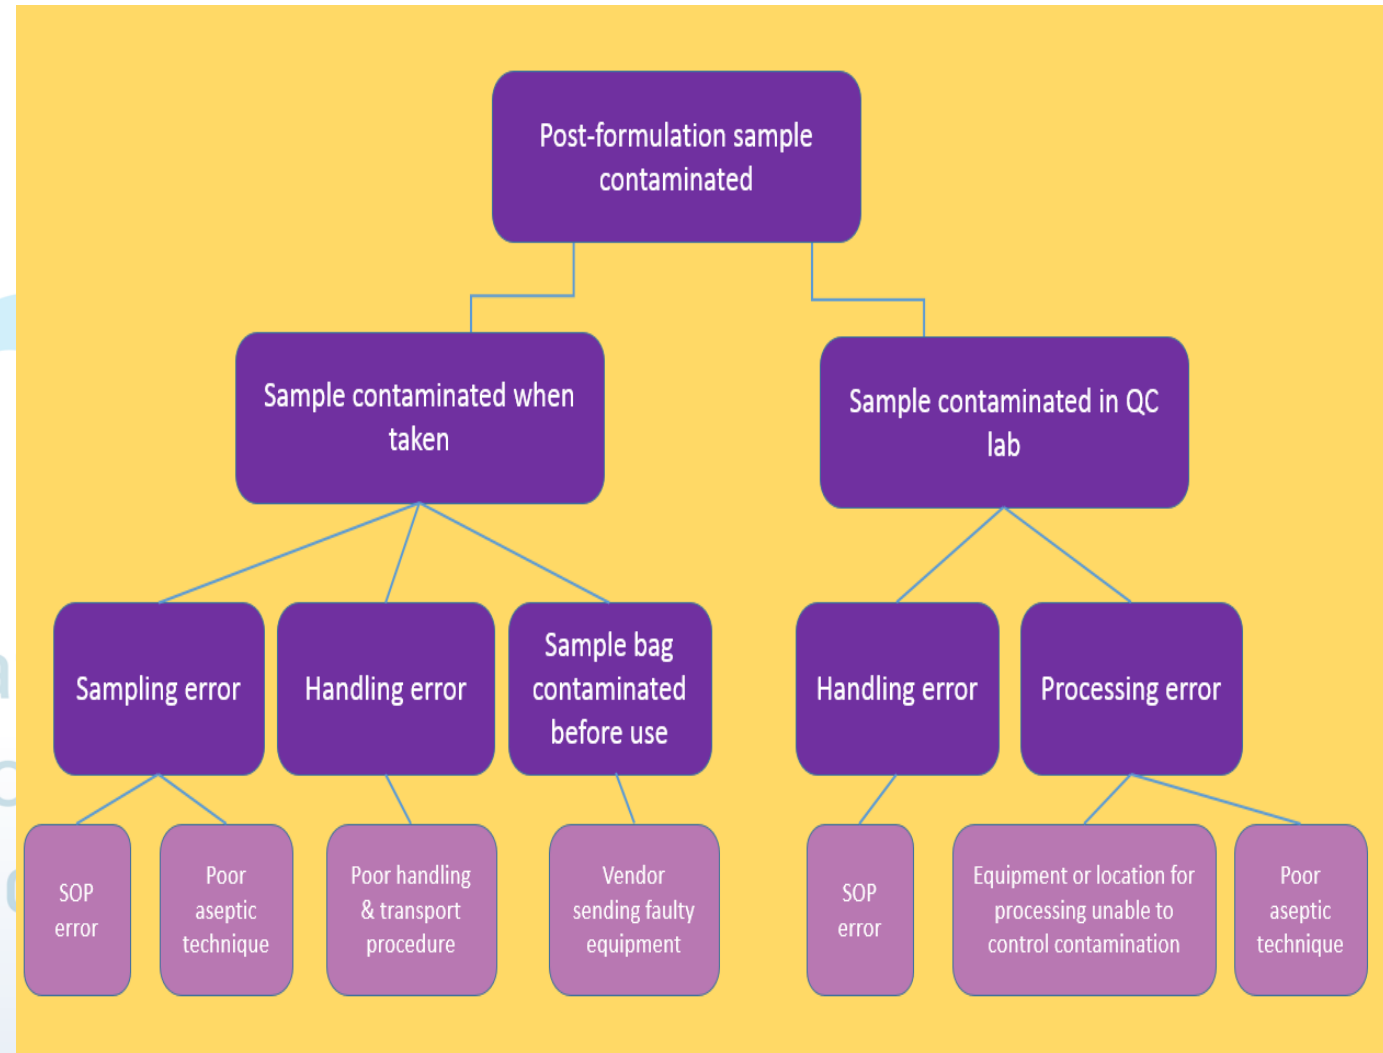 Post-formulation sample
contaminated
Sample contaminated when
taken
Sample contaminated in QC
lab
Sampling error
Handling error
Sample bag
contaminated
before use
Handling error
Processing error
SOP
error
Poor
aseptic
technique
Poor handling
& transport
procedure
Vendor
sending faulty
equipment
SOP
error
Equipment or location for
processing unable to
control contamination
Poor
aseptic
technique